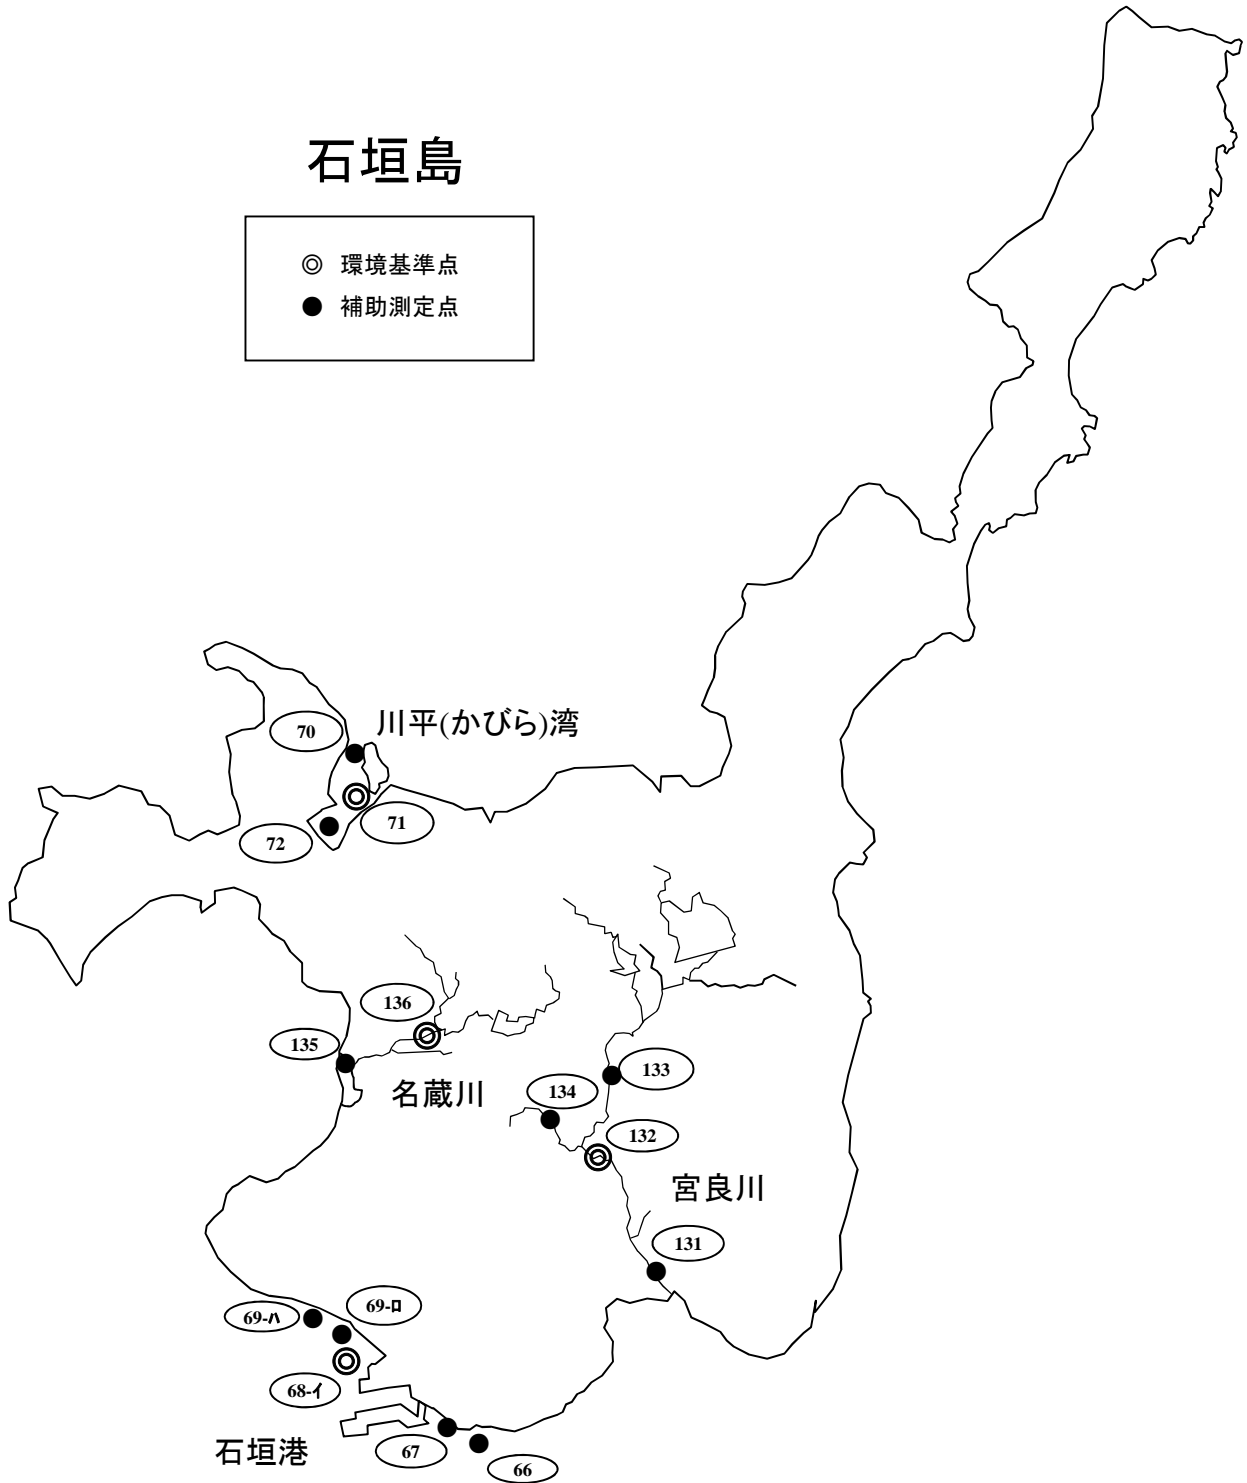 石垣島
◎ 環境基準点
● 補助測定点
70
川平(かびら)湾
71
72
136
135
名蔵川
134
133
132
宮良川
131
69-ハ
69-ロ
68-イ
石垣港
67
66